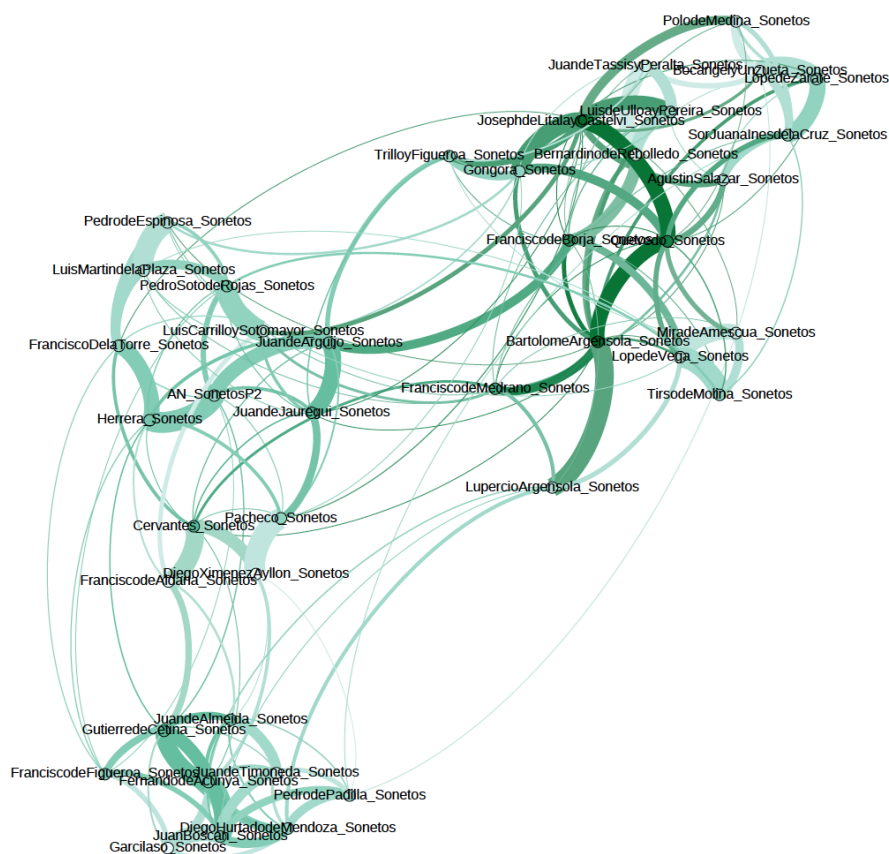 PolodeMedina_Sonetos
JuandeTassisyPeralta_Sonetos
BocangelyUnzueta_Sonetos
LopedeZarate_Sonetos
LuisdeUlloayPereira_Sonetos
JosephdeLitalayCastelvi_Sonetos
SorJuanaInesdelaCruz_Sonetos
TrilloyFigueroa_Sonetos
BernardinodeRebolledo_Sonetos
Gongora_Sonetos
AgustinSalazar_Sonetos
PedrodeEspinosa_Sonetos
FranciscodeBorja_Sonetos
Quevedo_Sonetos
LuisMartindelaPlaza_Sonetos
PedroSotodeRojas_Sonetos
LuisCarrilloySotomayor_Sonetos
MiradeAmescua_Sonetos
FranciscoDelaTorre_Sonetos
JuandeArguijo_Sonetos
BartolomeArgensola_Sonetos
LopedeVega_Sonetos
FranciscodeMedrano_Sonetos
AN_SonetosP2
TirsodeMolina_Sonetos
Herrera_Sonetos
JuandeJauregui_Sonetos
LupercioArgensola_Sonetos
Pacheco_Sonetos
Cervantes_Sonetos
DiegoXimenezAyllon_Sonetos
FranciscodeAldana_Sonetos
JuandeAlmeida_Sonetos
GutierredeCetina_Sonetos
FranciscodeFigueroa_Sonetos
JuandeTimoneda_Sonetos
FernandodeAcunya_Sonetos
PedrodePadilla_Sonetos
DiegoHurtadodeMendoza_Sonetos
JuanBoscan_Sonetos
Garcilaso_Sonetos